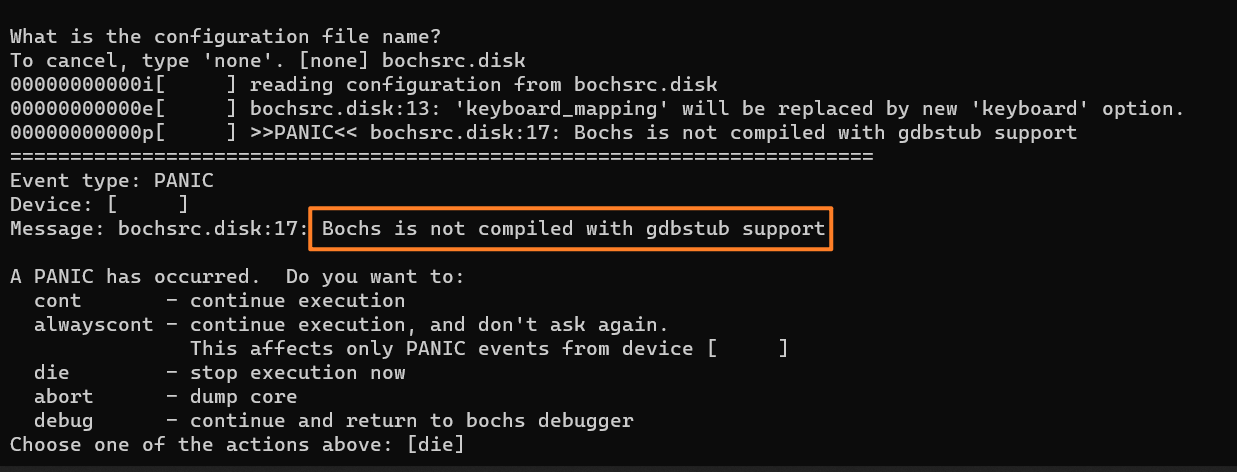 What is the configuration file name?
To cancel, type 'none'. [none] bochsrc.disk
00000000000i[     ] reading configuration from bochsrc.disk
00000000000e[     ] bochsrc.disk:13: 'keyboard_mapping' will be replaced by new 'keyboard' option.
00000000000p[     ] >>PANIC<< bochsrc.disk:17: Bochs is not compiled with gdbstub support
========================================================================
Event type: PANIC
Device: [     ]
Message: bochsrc.disk:17: Bochs is not compiled with gdbstub support
A PANIC has occurred.  Do you want to:
  cont       - continue execution
  alwayscont - continue execution, and don't ask again.
               This affects only PANIC events from device [     ]
  die        - stop execution now
  abort      - dump core
  debug      - continue and return to bochs debugger
Choose one of the actions above: [die]